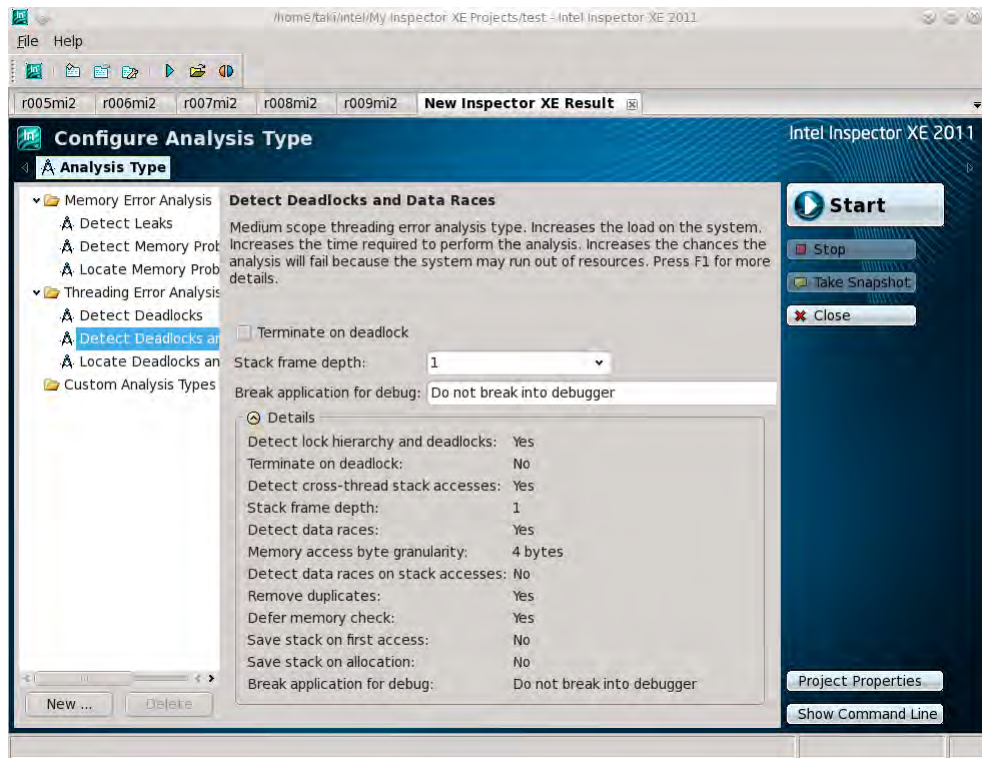 /home/taki/intel/My Inspector XE Projects/test - Intel Inspector XE 2011
File Help
r005mi2 r006mi2 r007mi2 r008mi2 r009mi2 New Inspector XE Result
Configure Analysis Type
Intel Inspector XE 2011
Analysis Type
Memory Error Analysis
Detect Leaks
Detect Memory Prob
Locate Memory Prob
Threading Error Analysis
Detect Deadlocks
Detect Deadlocks an
Locate Deadlocks an
Custom Analysis Types
New ... Delete
Detect Deadlocks and Data Races
Medium scope threading error analysis type. Increases the load on the system.
Increases the time required to perform the analysis. Increases the chances the
analysis will fail because the system may run out of resources. Press F1 for more
details.
Terminate on deadlock
Stack frame depth: 1
Break application for debug: Do not break into debugger
Details
Detect lock hierarchy and deadlocks: Yes
Terminate on deadlock: No
Detect cross-thread stack accesses: Yes
Stack frame depth: 1
Detect data races: Yes
Memory access byte granularity: 4 bytes
Detect data races on stack accesses: No
Remove duplicates: Yes
Defer memory check: Yes
Save stack on first access: No
Save stack on allocation: No
Break application for debug: Do not break into debugger
Start
Stop
Take Snapshot
Close
Project Properties
Show Command Line